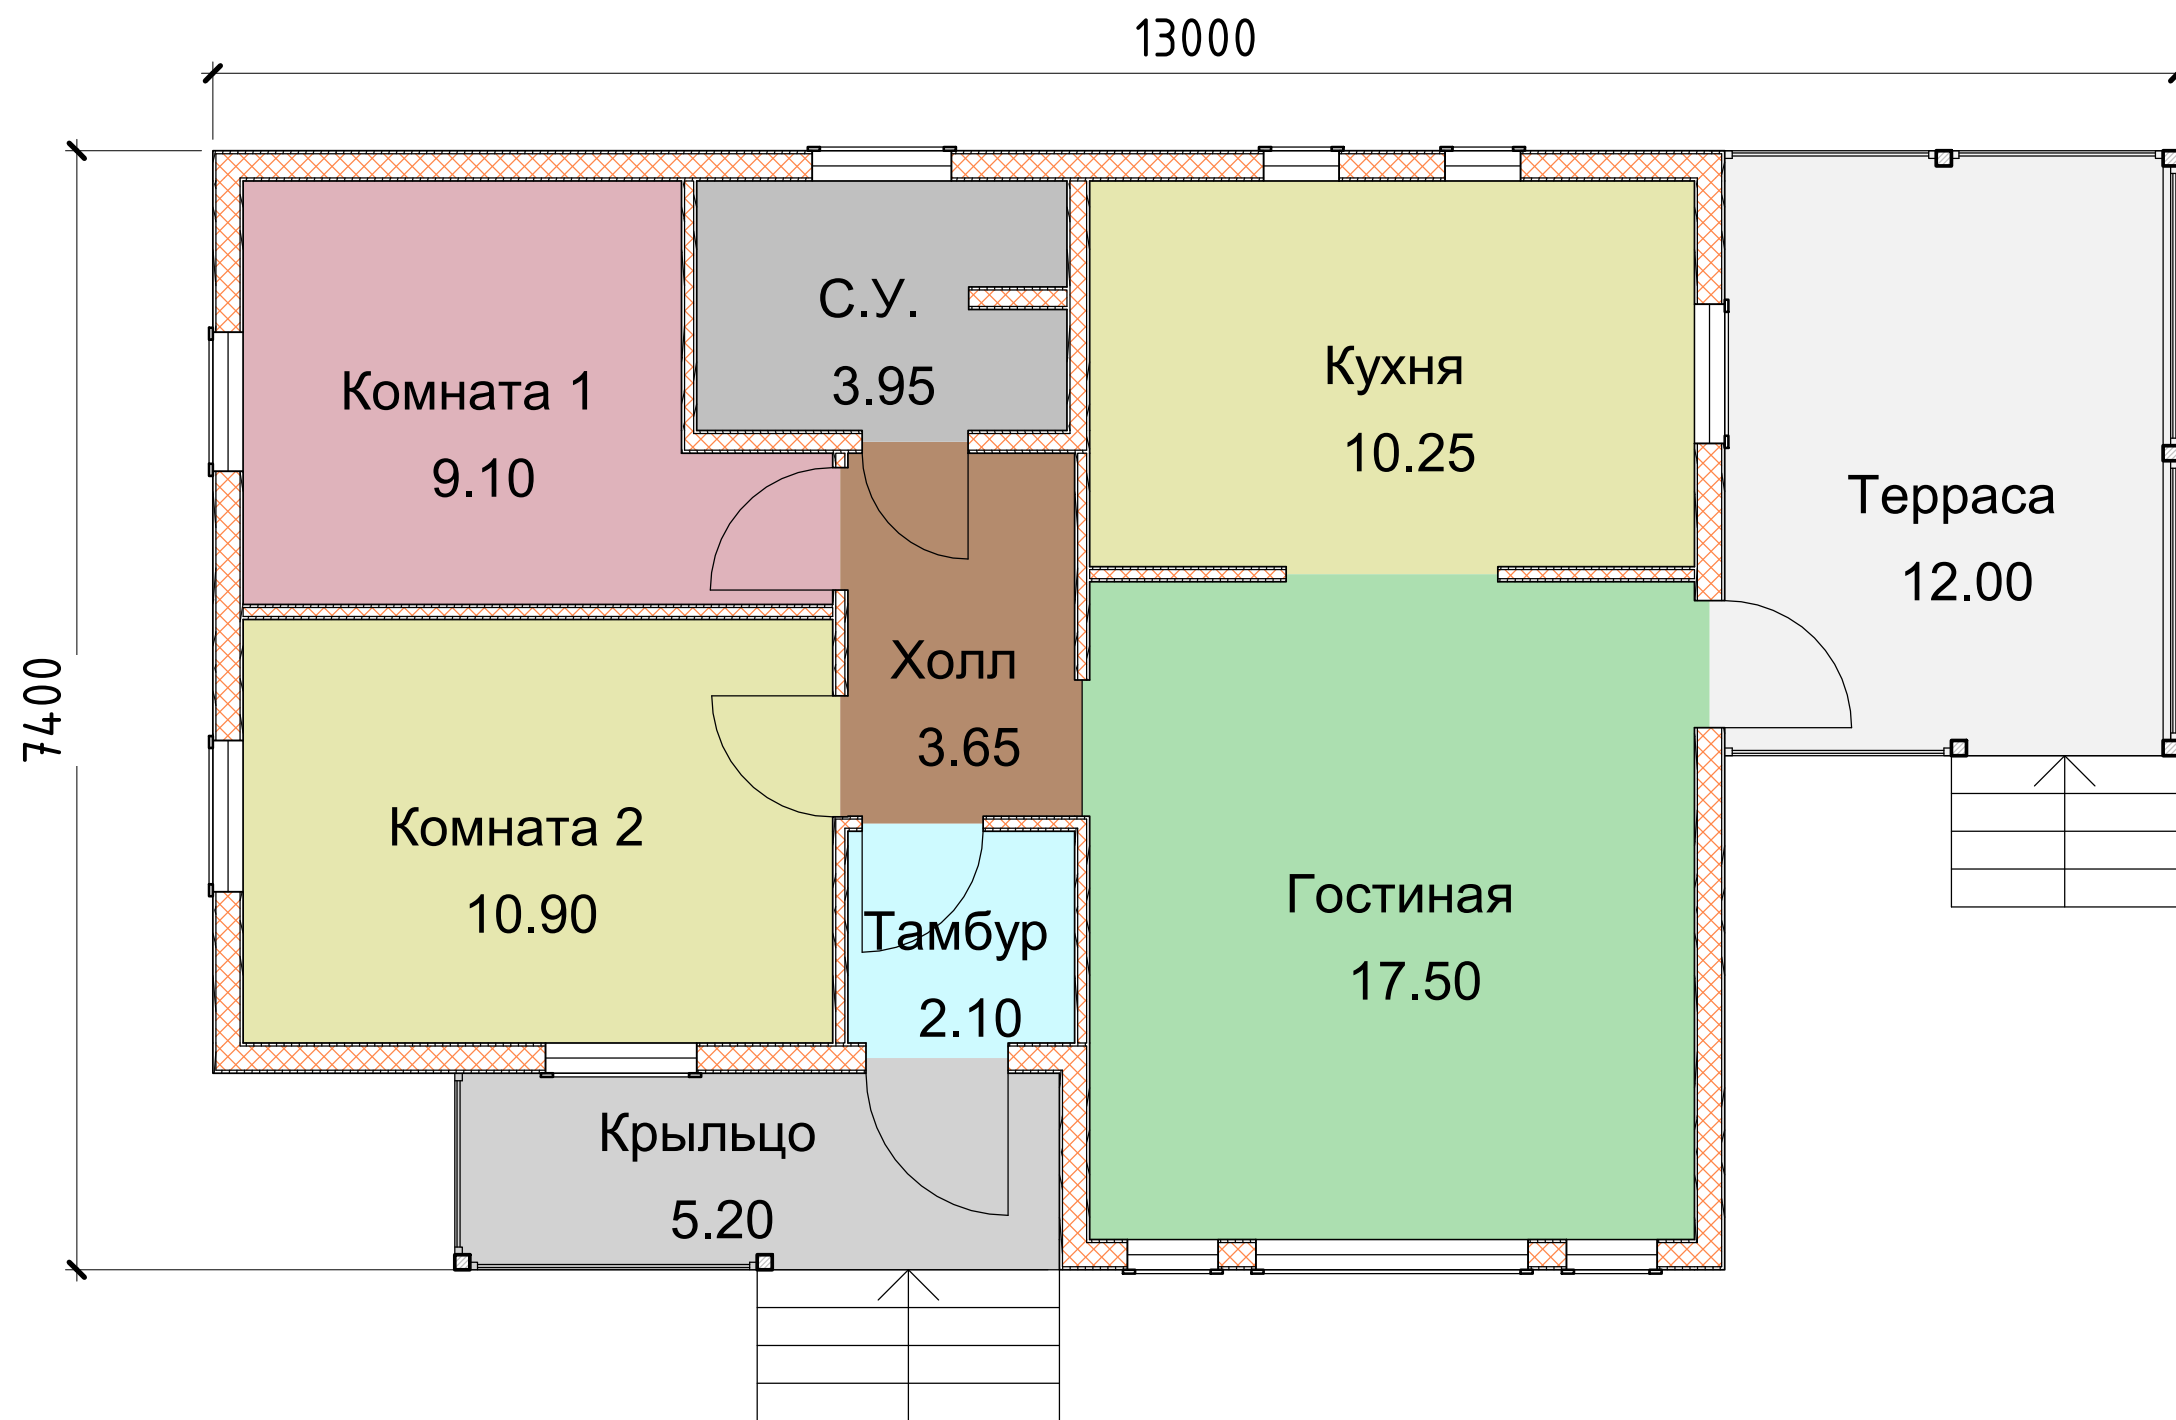 13000
7400
Комната 1
9.10
С.У.
3.95
Кухня
10.25
Терраса
12.00
Холл
3.65
Комната 2
10.90
Тамбур
2.10
Гостиная
17.50
Крыльцо
5.20